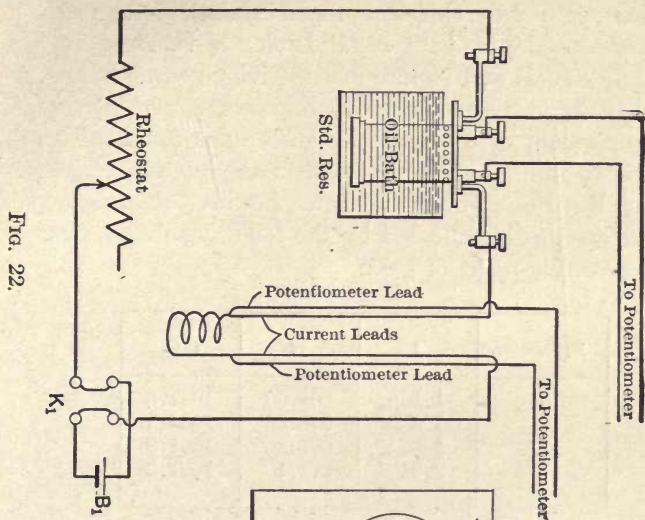 To Potentiometer
Oil Bath
Std. Res.
Rheostat
Potentiometer Lead
Current Leads
Potentiometer Lead
To Potentiometer
K1
B1
FIG. 22.